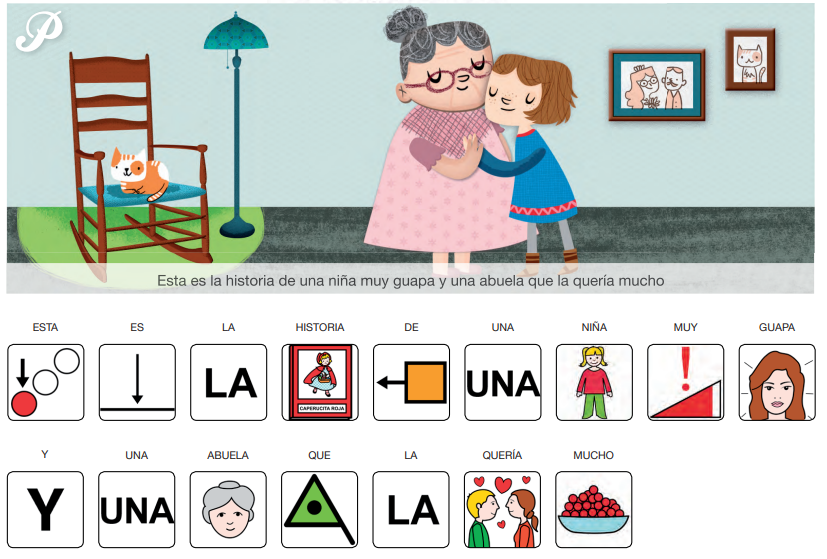 P
Esta es la historia de una niña muy guapa y una abuela que la quería mucho
ESTA ES LA HISTORIA DE UNA NIÑA MUY GUAPA
LA CAPERUCITA ROJA UNA !
Y UNA ABUELA QUE LA QUERÍA MUCHO
Y UNA LA